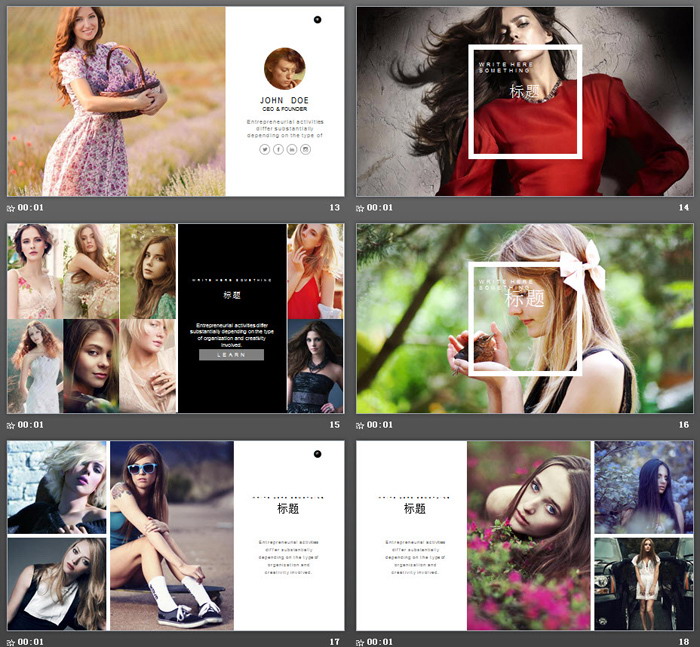 JOHN DOE
CEO & FOUNDER
Entrepreneurial activities
differ substantially
depending on the type of
00:01
13
WRITE HERE
SOMETHING
标题
00:01
14
WRITE HERE SOMETHING
标题
Entrepreneurial activities differ
substantially depending on the type
of organization and creativity
involved.
LEARN
00:01
15
WRITE HERE
SOMETHING
标题
00:01
16
WRITE HERE SOMETHING
标题
Entrepreneurial activities
differ substantially
depending on the type of
organization and
creativity involved.
00:01
17
WRITE HERE SOMETHING
标题
Entrepreneurial activities
differ substantially
depending on the type of
organization and
creativity involved.
00:01
18